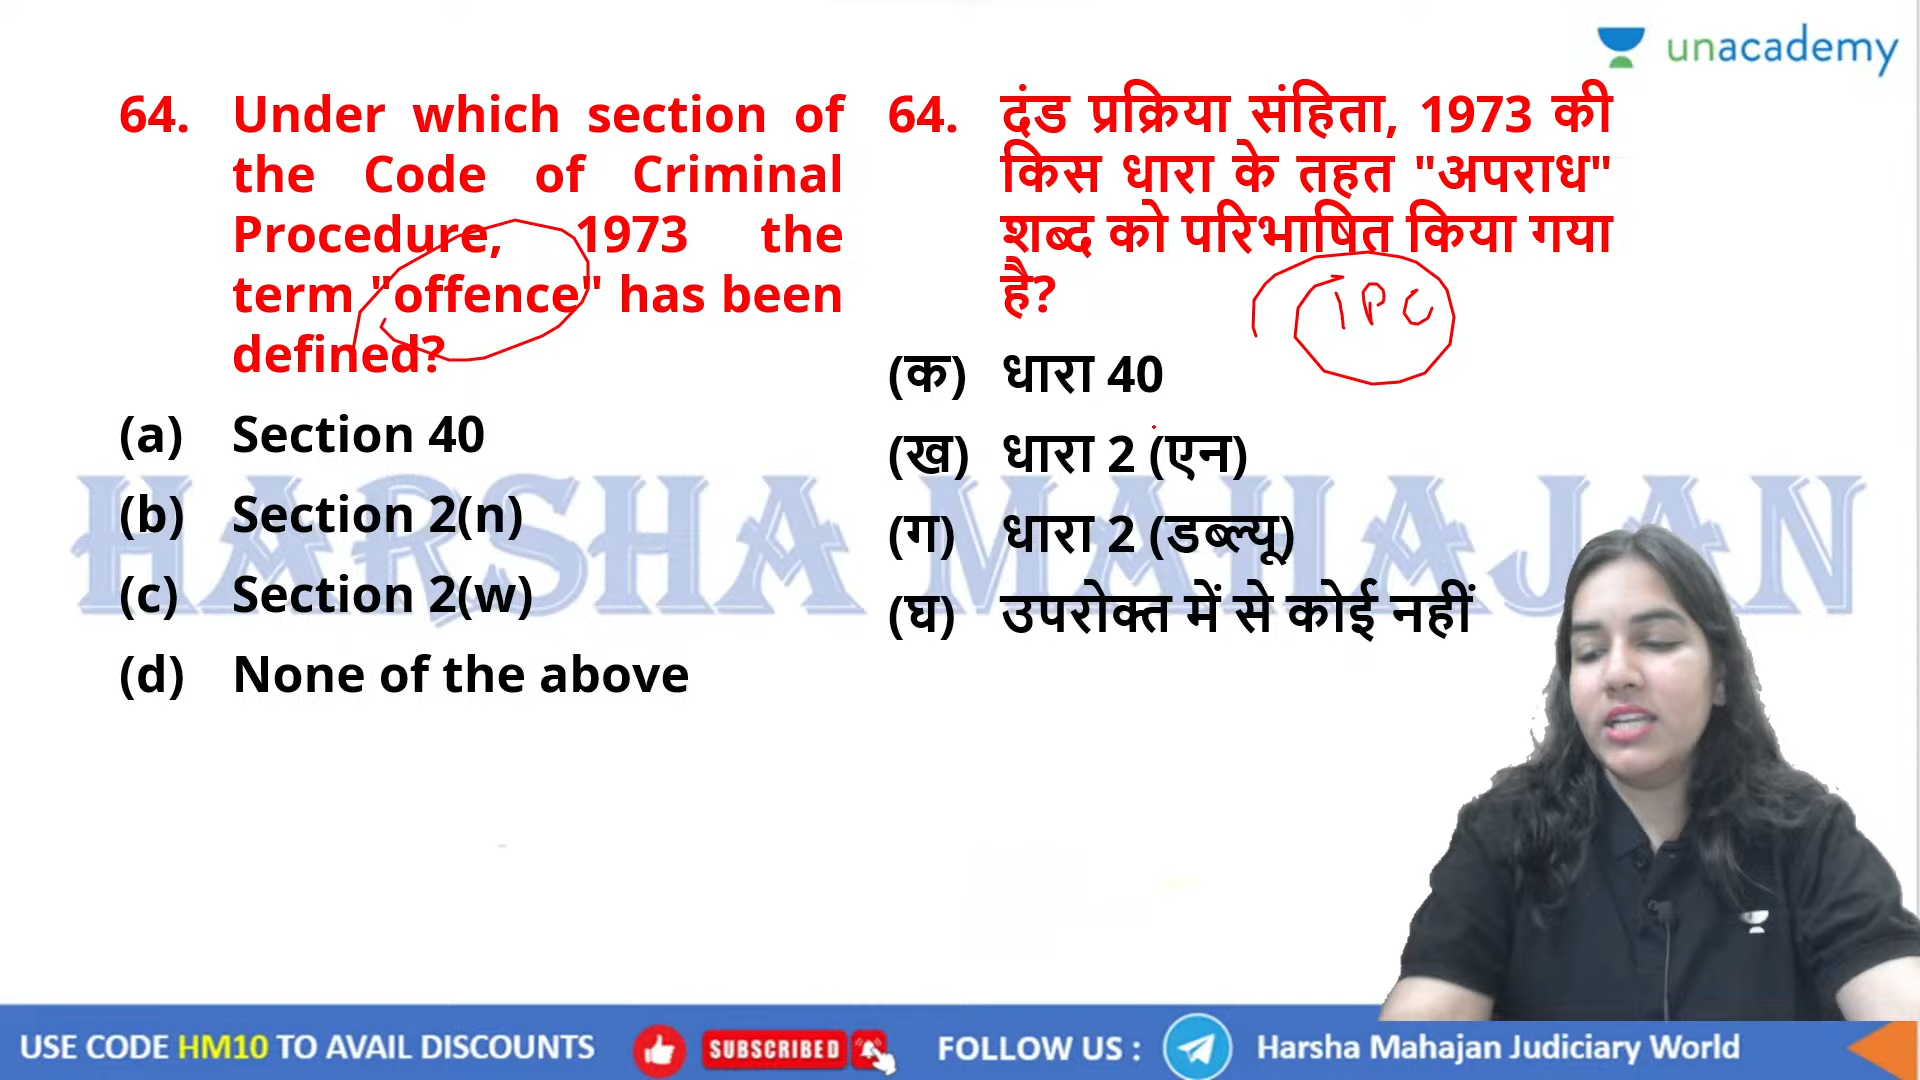 unacademy
64. Under which section of
the Code of Criminal
Procedure, 1973 the
term "offence" has been
defined?
(a) Section 40
(b) Section 2(n)
(c) Section 2(w)
(d) None of the above
64. दंड प्रक्रिया संहिता, 1973 की
किस धारा के तहत "अपराध"
शब्द को परिभाषित किया गया
है?
IPC
(क) धारा 40
(ख) धारा 2 (एन)
(ग) धारा 2 (डब्ल्यू)
(घ) उपरोक्त में से कोई नहीं
HARSHA MAHAJAN
USE CODE HM10 TO AVAIL DISCOUNTS
SUBSCRIBED
FOLLOW US :
Harsha Mahajan Judiciary World